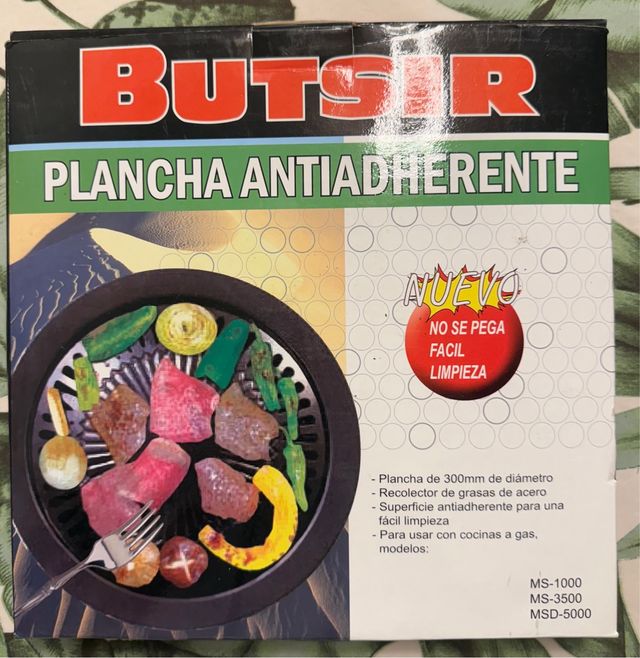 BUTSIR
PLANCHA ANTIADHERENTE
NUEVO
NO SE PEGA
FACIL
LIMPIEZA
- Plancha de 300mm de diámetro
- Recolector de grasas de acero
- Superficie antiadherente para una
fácil limpieza
- Para usar con cocinas a gas,
modelos:
MS-1000
MS-3500
MSD-5000